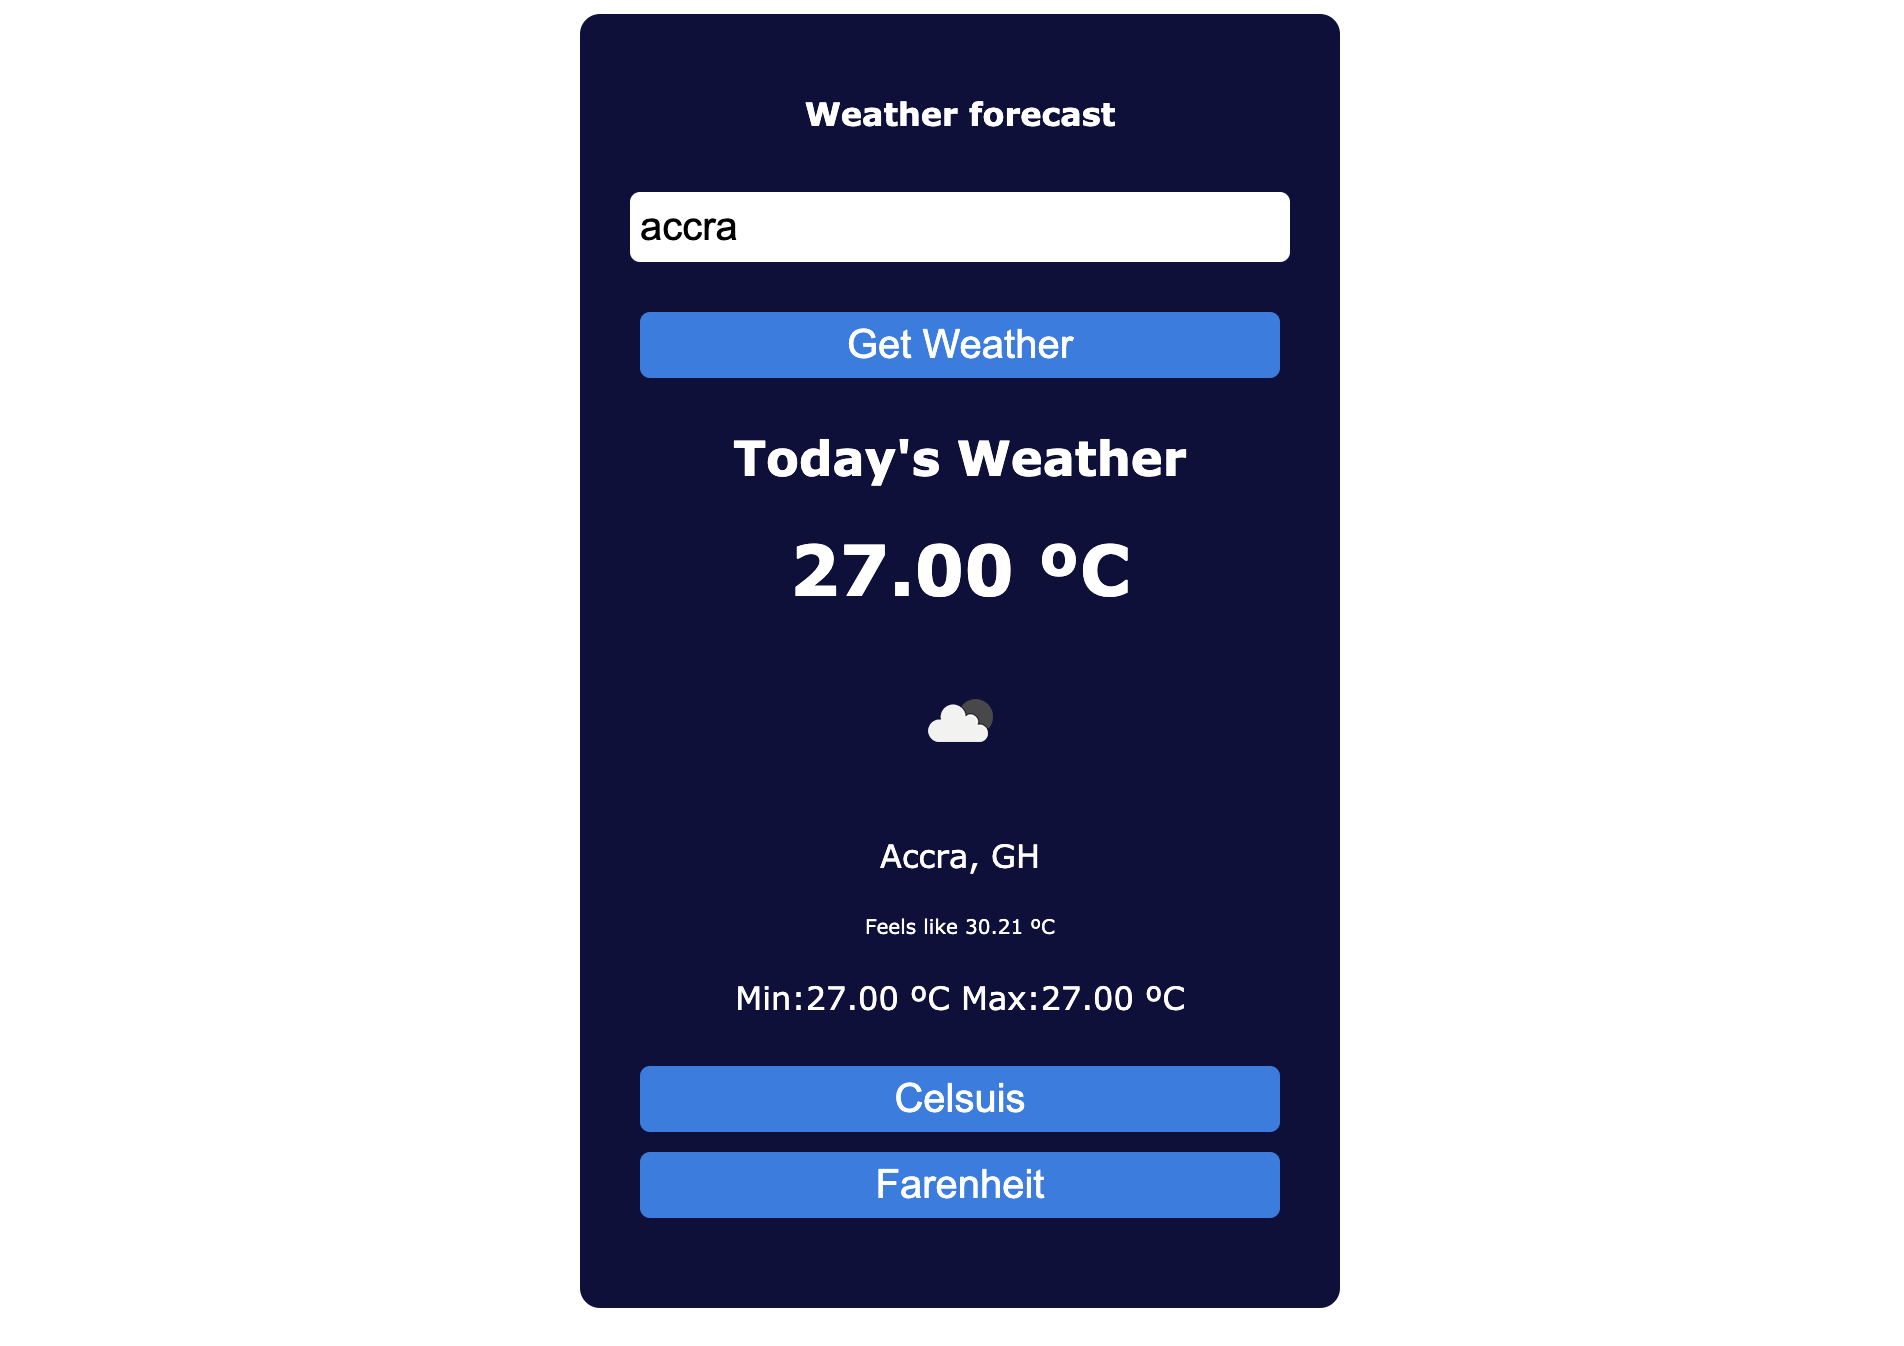 Weather forecast
accra
Get Weather
Today's Weather
27.00 ºC
Accra, GH
Feels like 30.21 ºC
Min:27.00 ºC Max:27.00 ºC
Celsuis
Farenheit